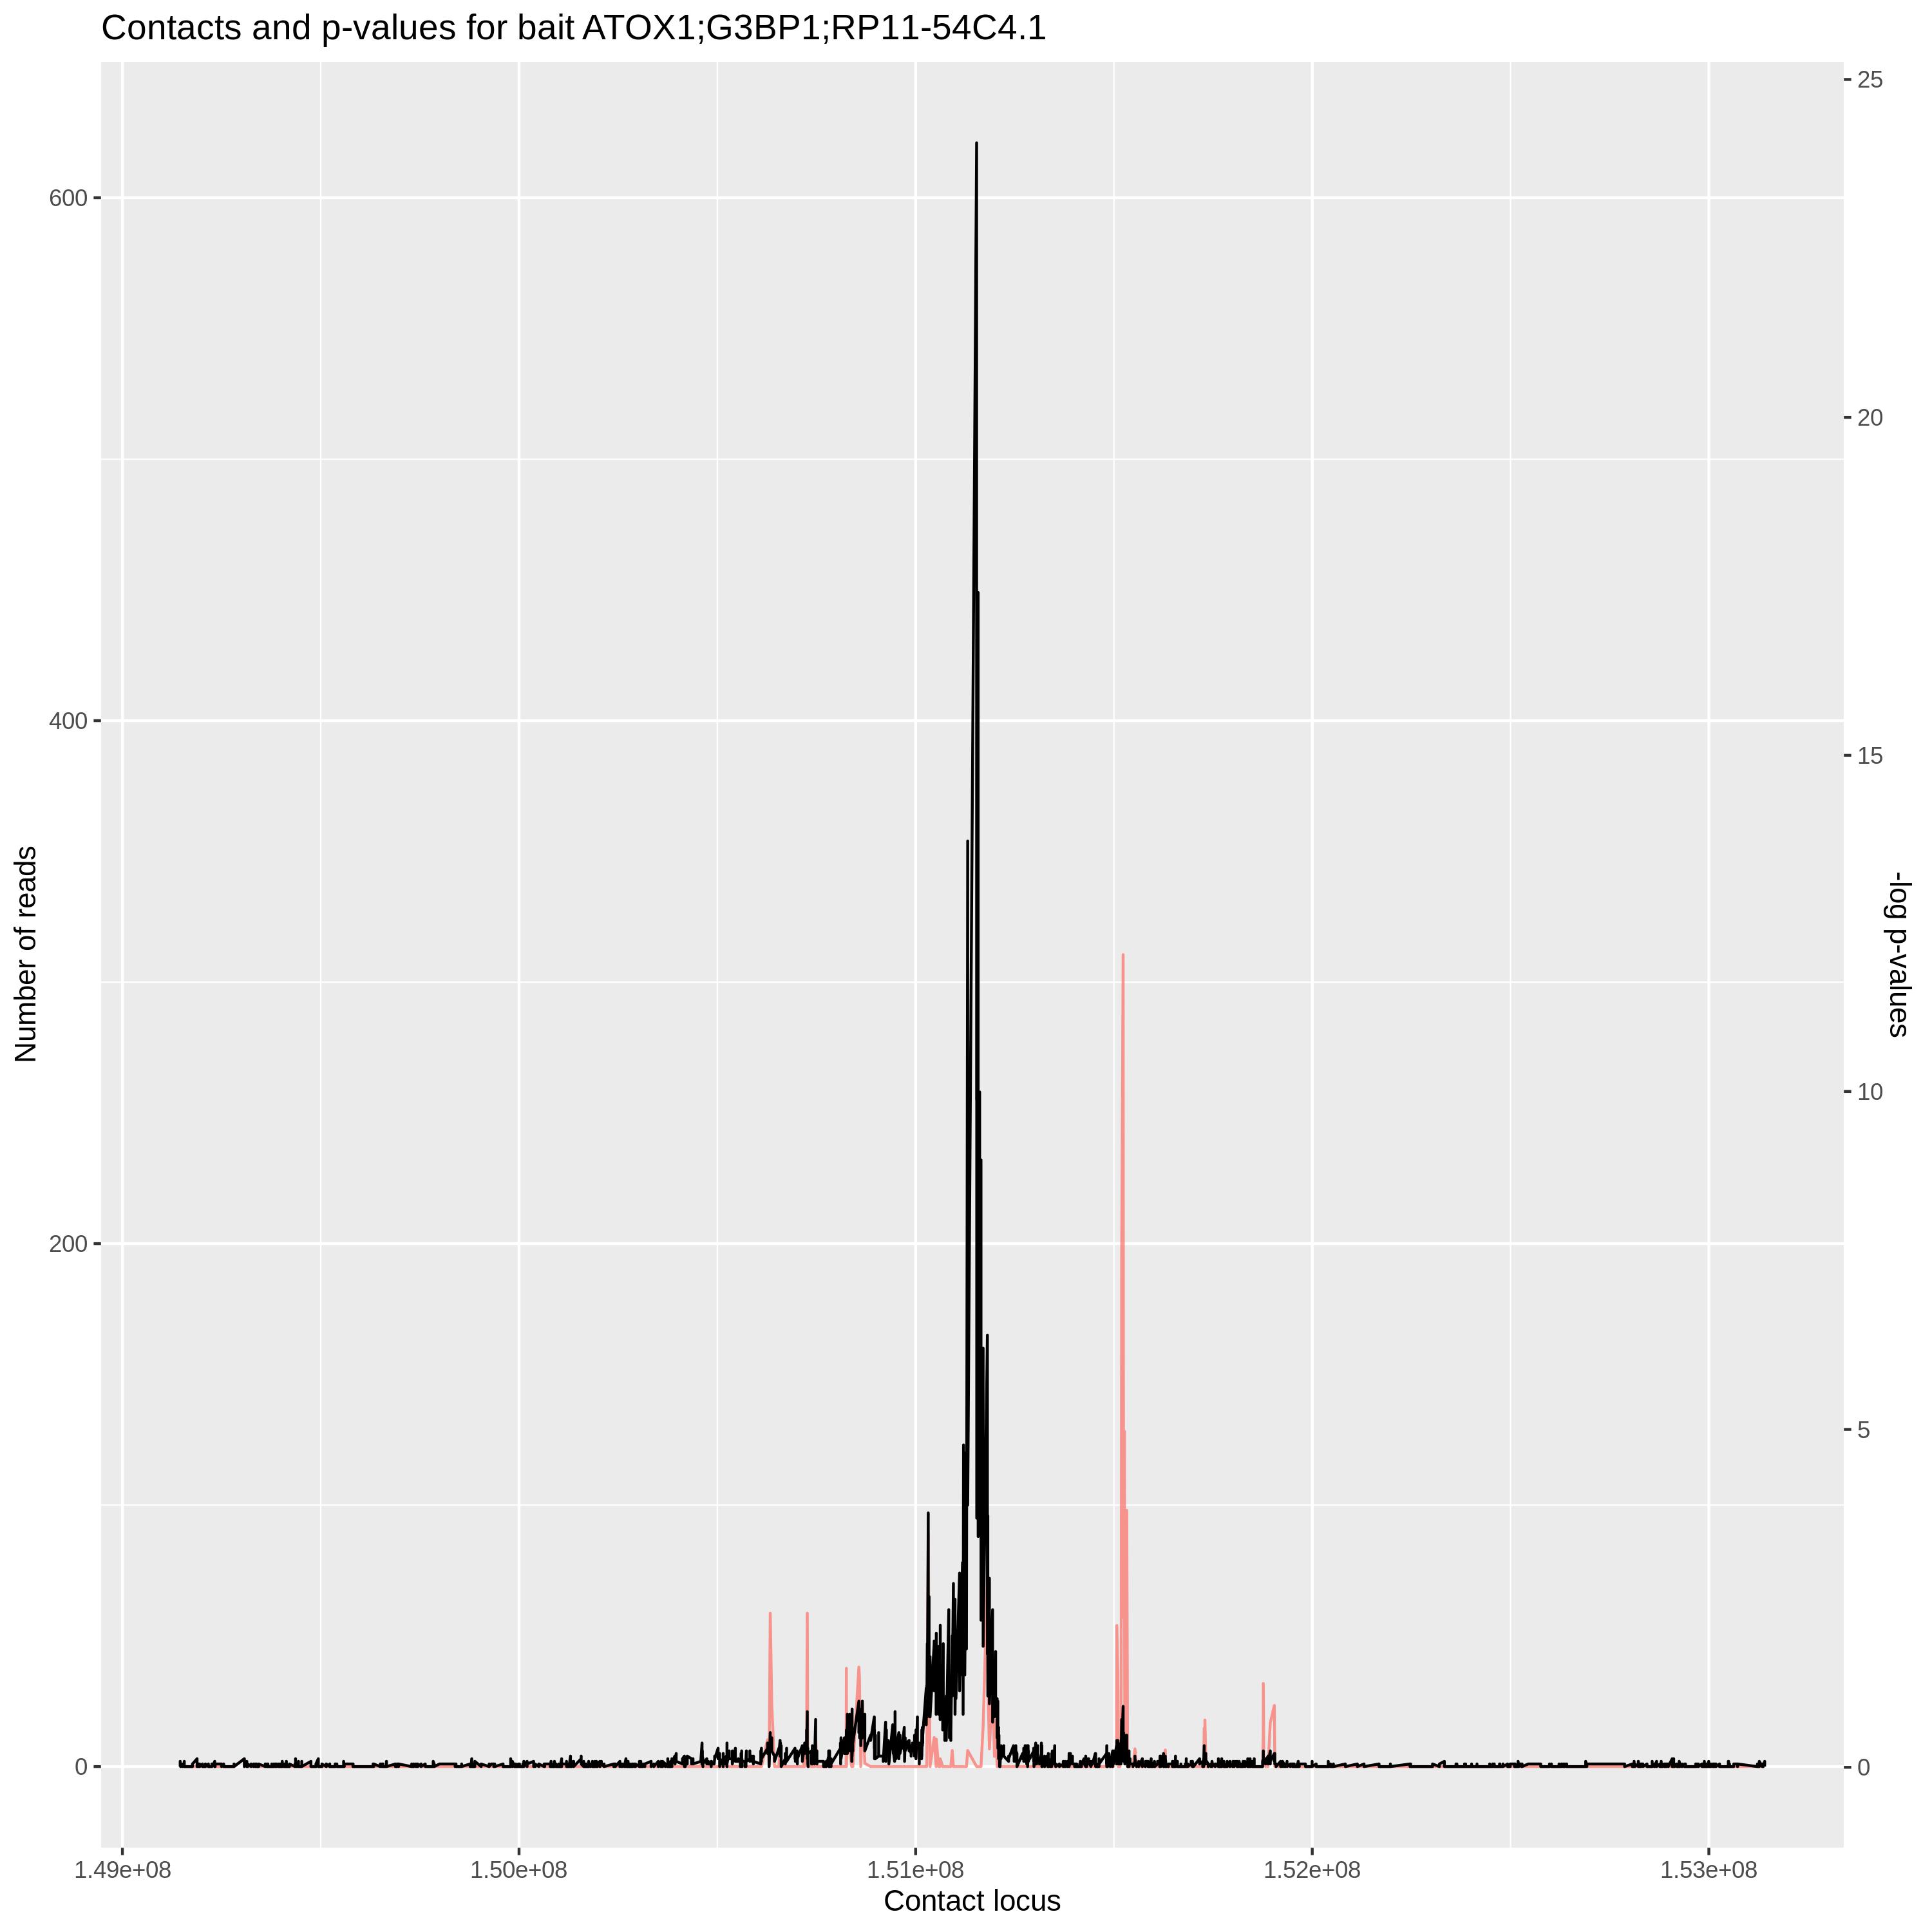 Contacts and p-values for bait ATOX1;G3BP1;RP11-54C4.1
Number of reads
600
400
200
0
25
20
15
10
5
0
-log p-values
1.49e+08
1.50e+08
1.51e+08
1.52e+08
1.53e+08
Contact locus